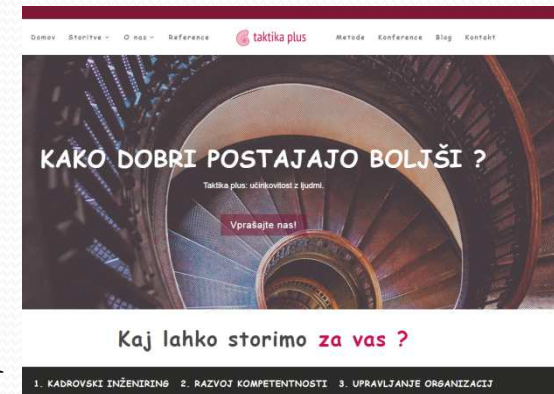 Domov Storitve O nas Reference taktika plus Metode Konference Blog Kontakt
KAKO DOBRI POSTAJAJO BOLJŠI ?
Taktika plus: učinkovitost z ljudmi.
Vprašajte nas!
Kaj lahko storimo za vas ?
1. KADROVSKI INŽENIRING 2. RAZVOJ KOMPETENTNOSTI 3. UPRAVLJANJE ORGANIZACIJ